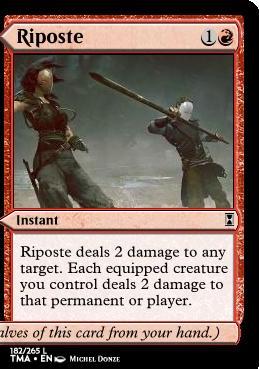 Riposte 1
Instant
Riposte deals 2 damage to any
target. Each equipped creature
you control deals 2 damage to
that permanent or player.
alves of this card from your hand.)
182/265 L
TMA • EN MICHEL DONZE